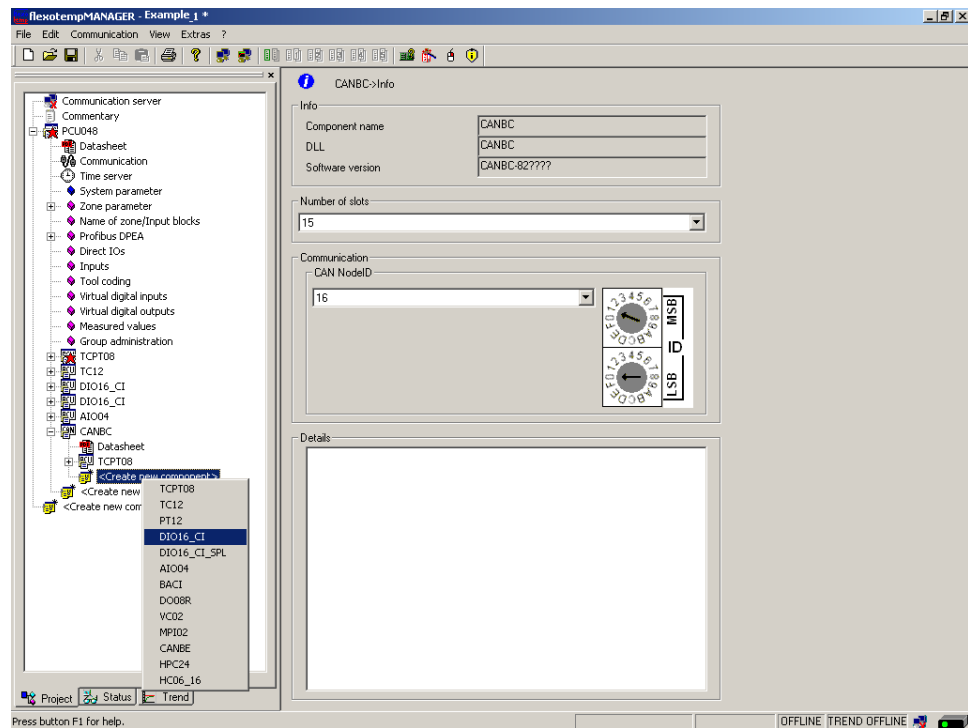 flexotempMANAGER - Example_1 *
File Edit Communication View Extras ?
Communication server
Commentary
PCU048
Datasheet
Communication
Time server
System parameter
Zone parameter
Name of zone/Input blocks
Profibus DPEA
Direct IOs
Inputs
Tool coding
Virtual digital inputs
Virtual digital outputs
Measured values
Group administration
TCPT08
TC12
DIO16_CI
DIO16_CI
AIO04
CANBC
Datasheet
TCPT08
<Create new component>
<Create new
<Create new com
TCPT08
TC12
PT12
DIO16_CI
DIO16_CI_SPL
AIO04
BACI
DO08R
VC02
MPI02
CANBE
HPC24
HC06_16
Project Status Trend
CANBC->Info
Info
Component name CANBC
DLL CANBC
Software version CANBC-82????
Number of slots
15
Communication
CAN NodeID
16
MSB
ID
LSB
Details
Press button F1 for help.
OFFLINE TREND OFFLINE